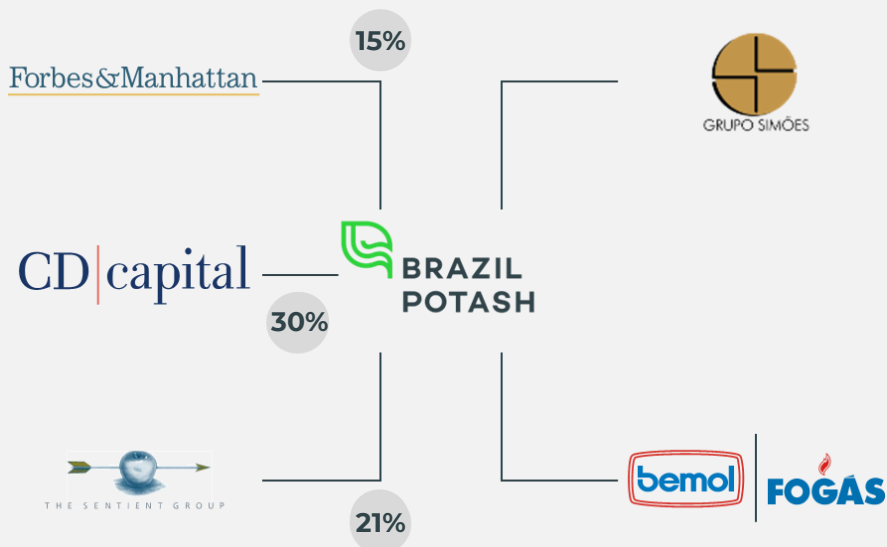 15%
Forbes&Manhattan
GRUPO SIMÕES
CD|capital
BRAZIL
POTASH
30%
THE SENTIENT GROUP
bemol
FOGÁS
21%